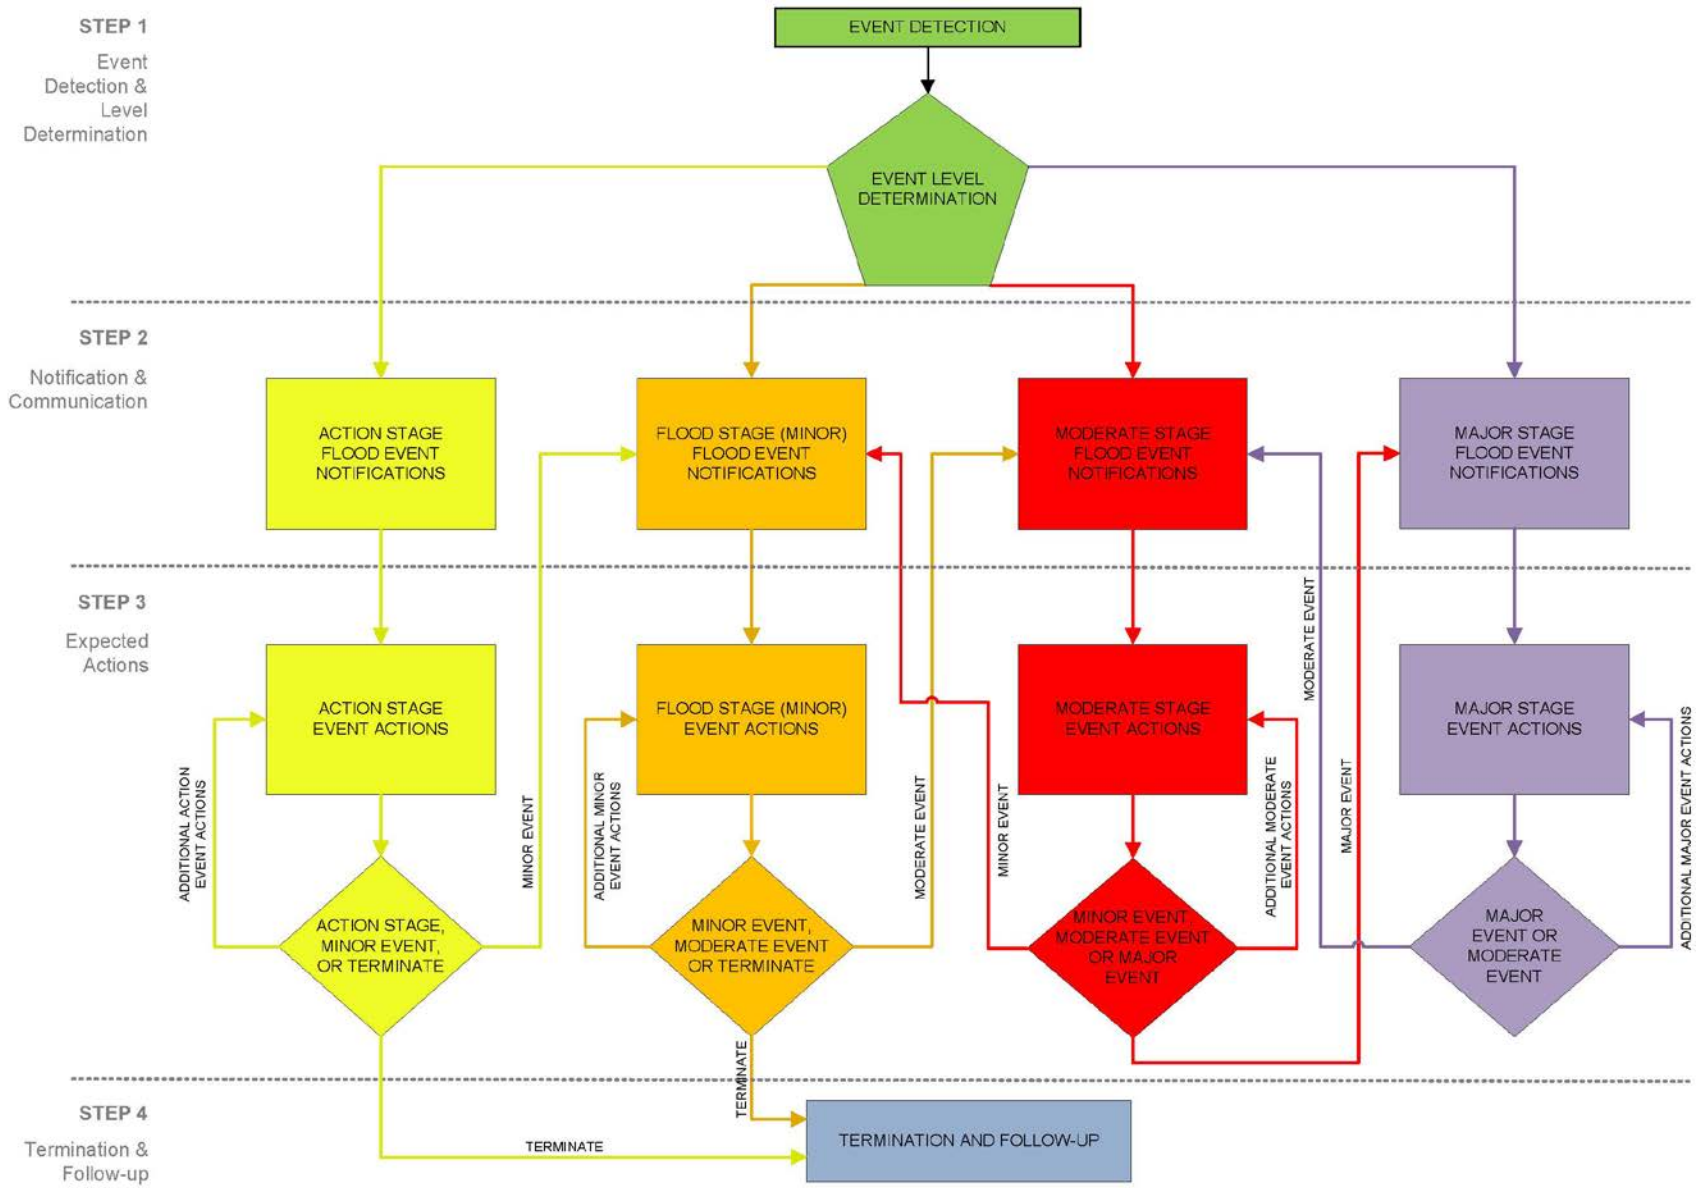 STEP 1
Event
Detection &
Level
Determination
EVENT DETECTION
EVENT LEVEL
DETERMINATION
STEP 2
Notification &
Communication
ACTION STAGE
FLOOD EVENT
NOTIFICATIONS
FLOOD STAGE (MINOR)
FLOOD EVENT
NOTIFICATIONS
MODERATE STAGE
FLOOD EVENT
NOTIFICATIONS
MAJOR STAGE
FLOOD EVENT
NOTIFICATIONS
STEP 3
Expected
Actions
ACTION STAGE
EVENT ACTIONS
FLOOD STAGE (MINOR)
EVENT ACTIONS
MODERATE STAGE
EVENT ACTIONS
MAJOR STAGE
EVENT ACTIONS
ADDITIONAL ACTION
EVENT ACTIONS
MINOR EVENT
ADDITIONAL MINOR
EVENT ACTIONS
MODERATE EVENT
MINOR EVENT
ADDITIONAL MODERATE
EVENT ACTIONS
MODERATE EVENT
MAJOR EVENT
ADDITIONAL MAJOR EVENT ACTIONS
ACTION STAGE,
MINOR EVENT,
OR TERMINATE
MINOR EVENT,
MODERATE EVENT
OR TERMINATE
MINOR EVENT,
MODERATE EVENT
OR MAJOR
EVENT
MAJOR
EVENT OR
MODERATE
EVENT
STEP 4
Termination &
Follow-up
TERMINATE
TERMINATE
TERMINATION AND FOLLOW-UP